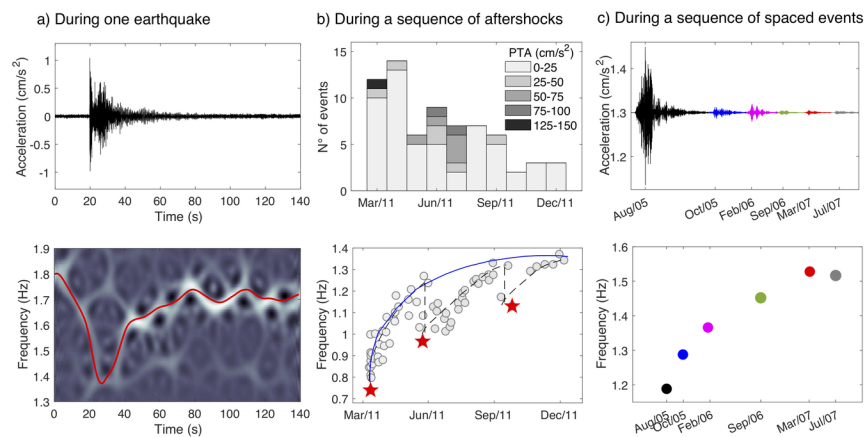 a) During one earthquake
b) During a sequence of aftershocks
c) During a sequence of spaced events
Acceleration (cm/s²)
1
0.5
0
-0.5
-1
0 20 40 60 80 100 120 140
Time (s)
N° of events
15
10
5
0
PTA (cm/s²)
0-25
25-50
50-75
75-100
125-150
Mar/11 Jun/11 Sep/11 Dec/11
Acceleration (cm/s²)
1.4
1.3
1.2
Aug/05 Oct/05 Feb/06 Sep/06 Mar/07 Jul/07
Frequency (Hz)
1.9
1.8
1.7
1.6
1.5
1.4
1.3
0 20 40 60 80 100 120 140
Time (s)
Frequency (Hz)
1.4
1.3
1.2
1.1
1.0
0.9
0.8
0.7
Mar/11 Jun/11 Sep/11 Dec/11
Frequency (Hz)
1.6
1.5
1.4
1.3
1.2
Aug/05 Oct/05 Feb/06 Sep/06 Mar/07 Jul/07